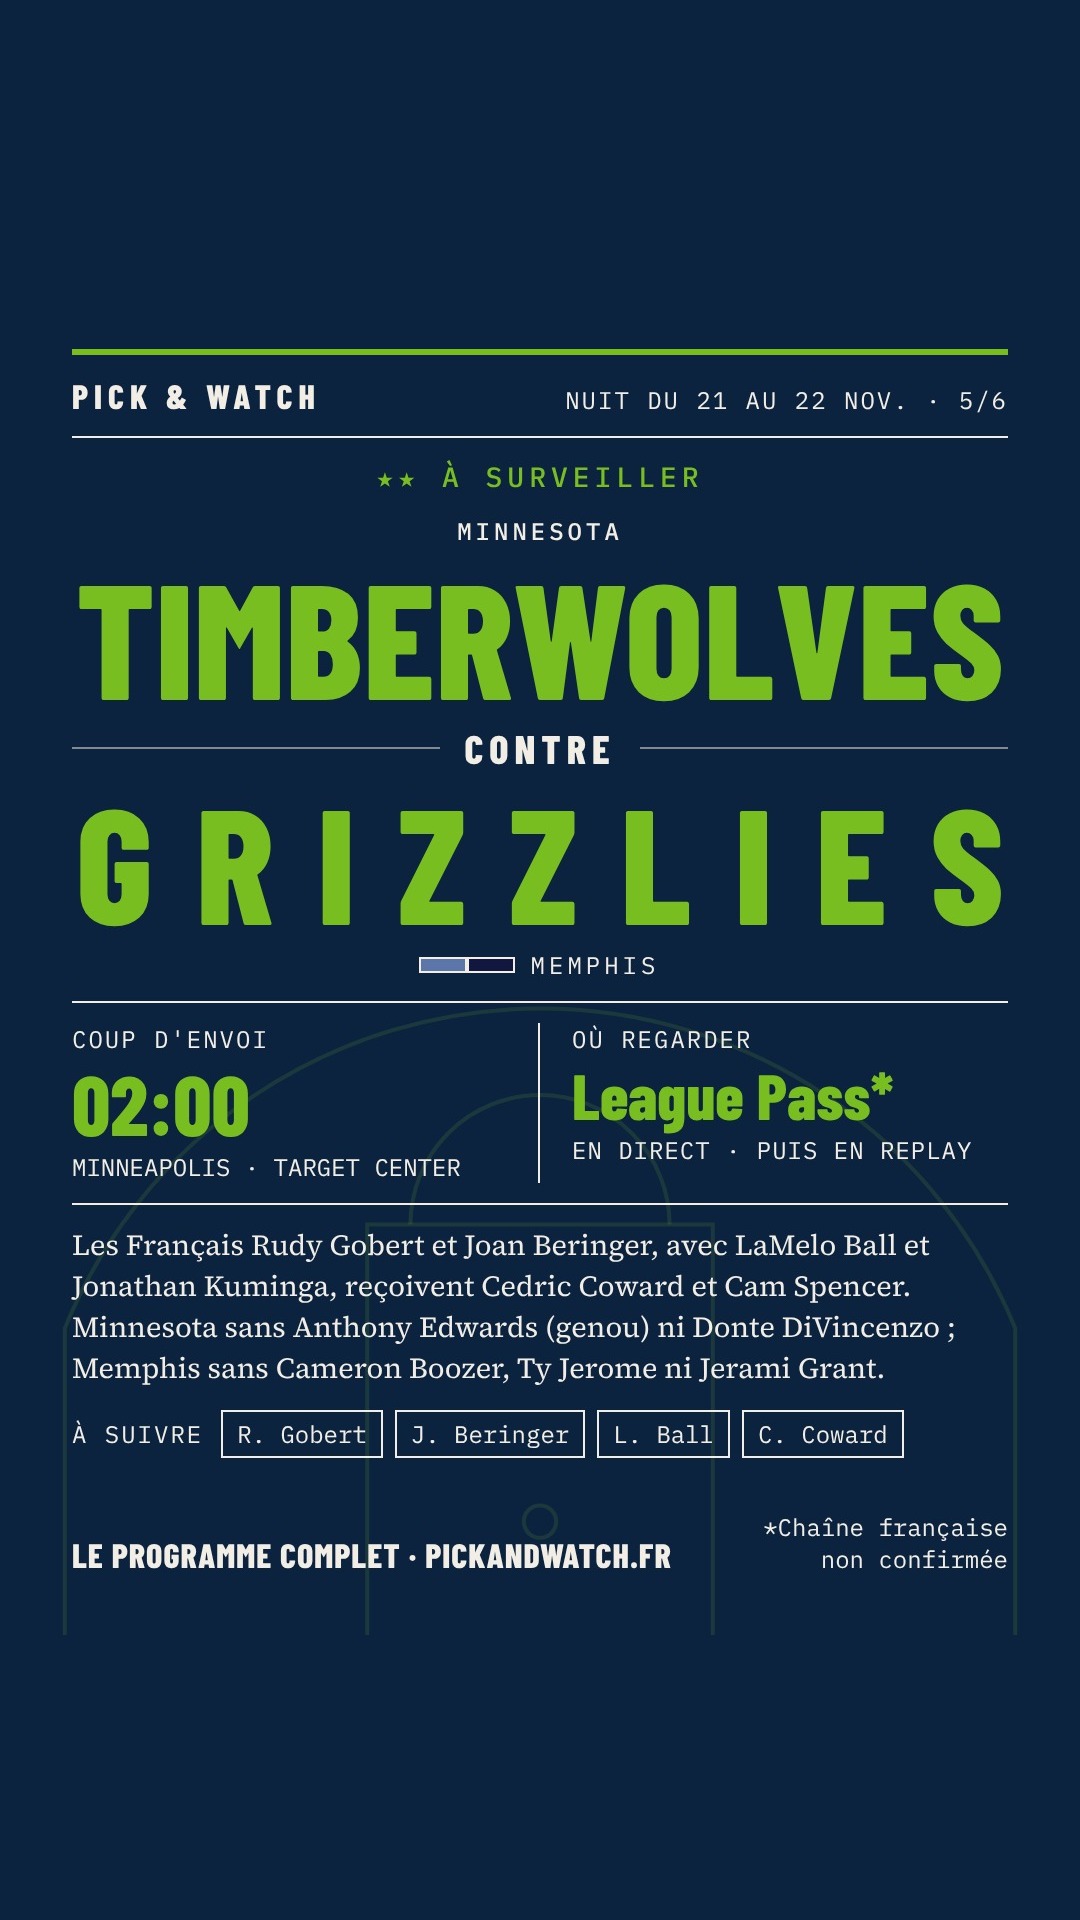 PICK & WATCH
NUIT DU 21 AU 22 NOV. · 5/6
★★ À SURVEILLER
MINNESOTA
TIMBERWOLVES
CONTRE
GRIZZLIES
MEMPHIS
COUP D'ENVOI
02:00
MINNEAPOLIS · TARGET CENTER
OÙ REGARDER
League Pass*
EN DIRECT · PUIS EN REPLAY
Les Français Rudy Gobert et Joan Beringer, avec LaMelo Ball et
Jonathan Kuminga, reçoivent Cedric Coward et Cam Spencer.
Minnesota sans Anthony Edwards (genou) ni Donte DiVincenzo ;
Memphis sans Cameron Boozer, Ty Jerome ni Jerami Grant.
À SUIVRE R. Gobert J. Beringer L. Ball C. Coward
LE PROGRAMME COMPLET · PICKANDWATCH.FR
*Chaîne française
non confirmée